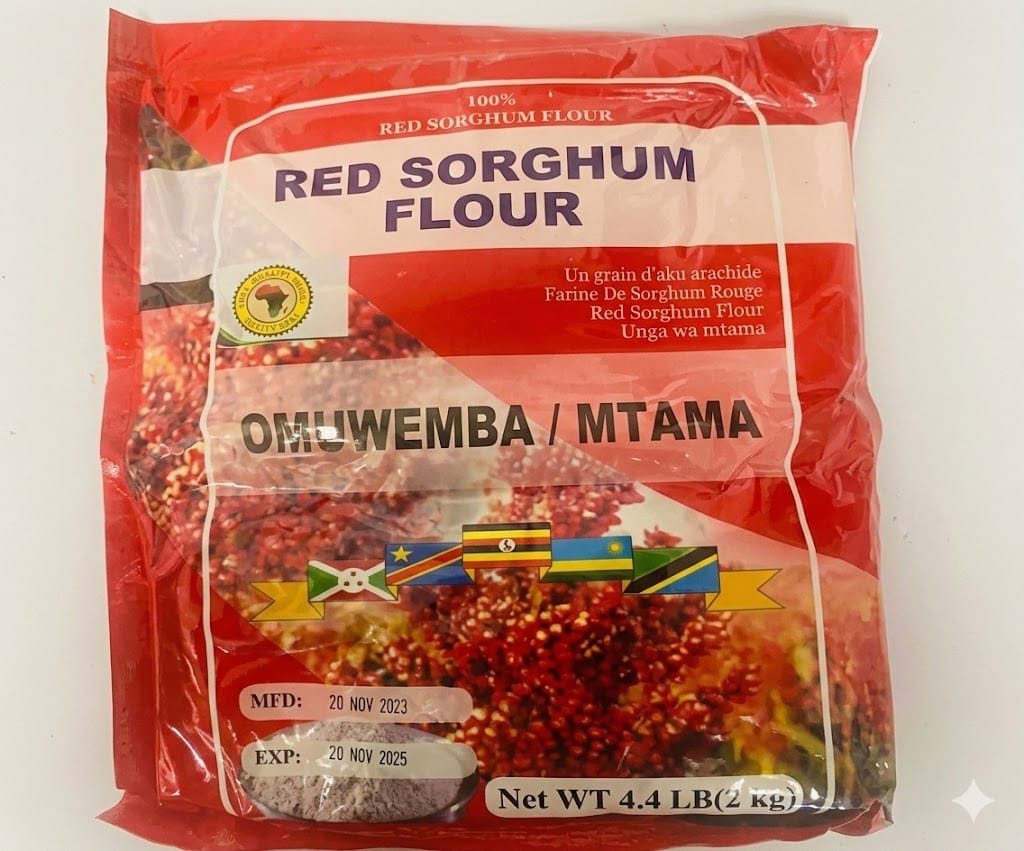 100%
RED SORGHUM FLOUR
RED SORGHUM
FLOUR
Un grain d'aku arachide
Farine De Sorghum Rouge
Red Sorghum Flour
Unga wa mtama
OMUWEMBA / MTAMA
MFD: 20 NOV 2023
EXP: 20 NOV 2025
Net WT 4.4 LB(2 kg)